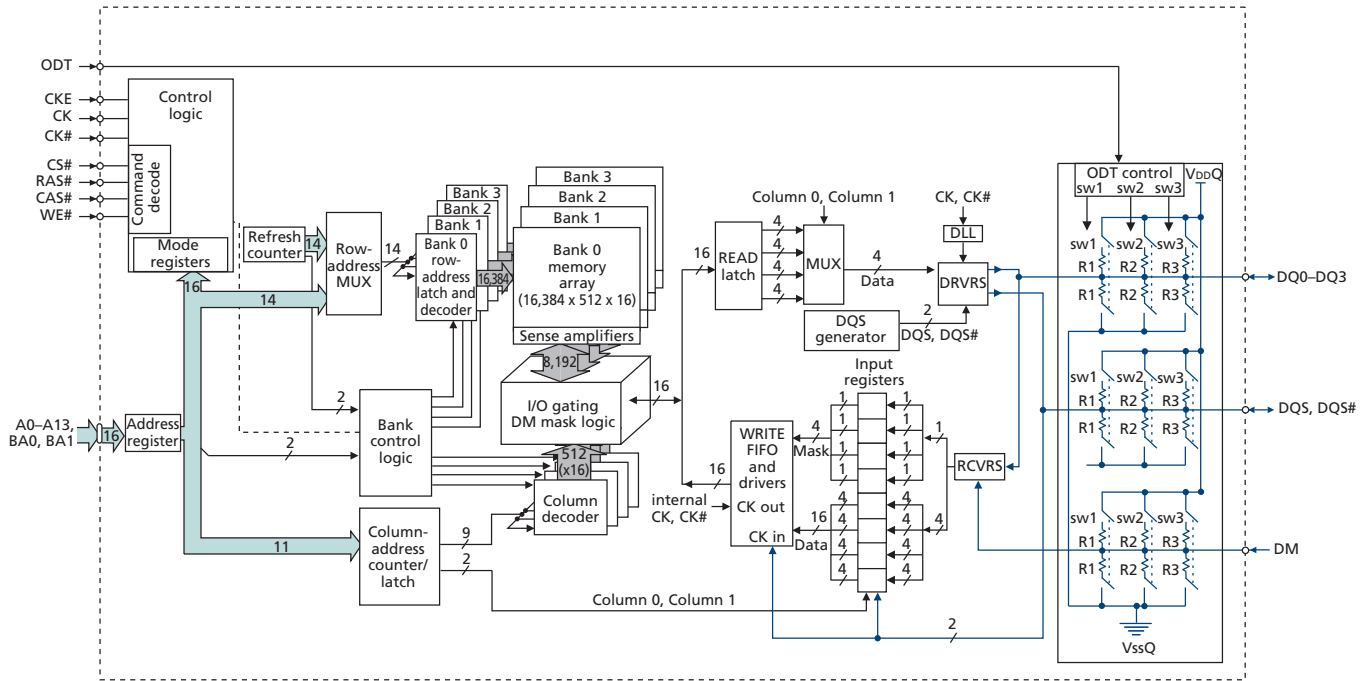 ODT
CKE
CK
CK#
CS#
RAS#
CAS#
WE#
Control
logic
Command
decode
Mode
registers
16
Refresh
counter
14
Row-
address
MUX
14
14
Bank 3
Bank 2
Bank 1
Bank 0
row-
address
latch and
decoder
16,384
Bank 3
Bank 2
Bank 1
Bank 0
memory
array
(16,384 x 512 x 16)
Sense amplifiers
8,192
I/O gating
DM mask logic
16
512
(x16)
Column
decoder
A0–A13,
BA0, BA1
16
Address
register
2
2
Bank
control
logic
11
Column-
address
counter/
latch
9
2
Column 0, Column 1
16
READ
latch
4
4
4
4
Column 0, Column 1
MUX
4
Data
CK, CK#
DLL
DRVRS
DQS
generator
2
DQS, DQS#
Input
registers
16
internal
CK, CK#
WRITE
FIFO
and
drivers
CK out
CK in
4
Mask
16
Data
1
1
1
1
4
4
4
4
1
1
1
1
4
4
4
4
1
4
RCVRS
2
ODT control
sw1
sw2
sw3
VDDQ
sw1
sw2
sw3
R1
R2
R3
R1
R2
R3
sw1
sw2
sw3
R1
R2
R3
R1
R2
R3
sw1
sw2
sw3
R1
R2
R3
R1
R2
R3
VssQ
DQ0–DQ3
DQS, DQS#
DM